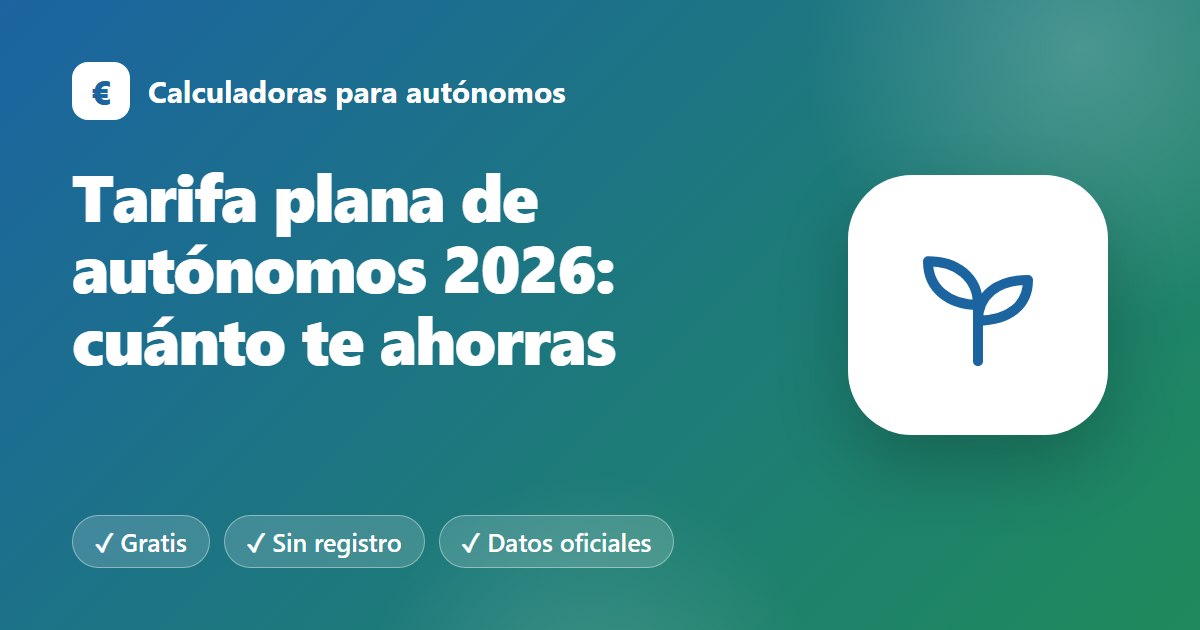 €
Calculadoras para autónomos
Tarifa plana de
autónomos 2026:
cuánto te ahorras
✓ Gratis
✓ Sin registro
✓ Datos oficiales